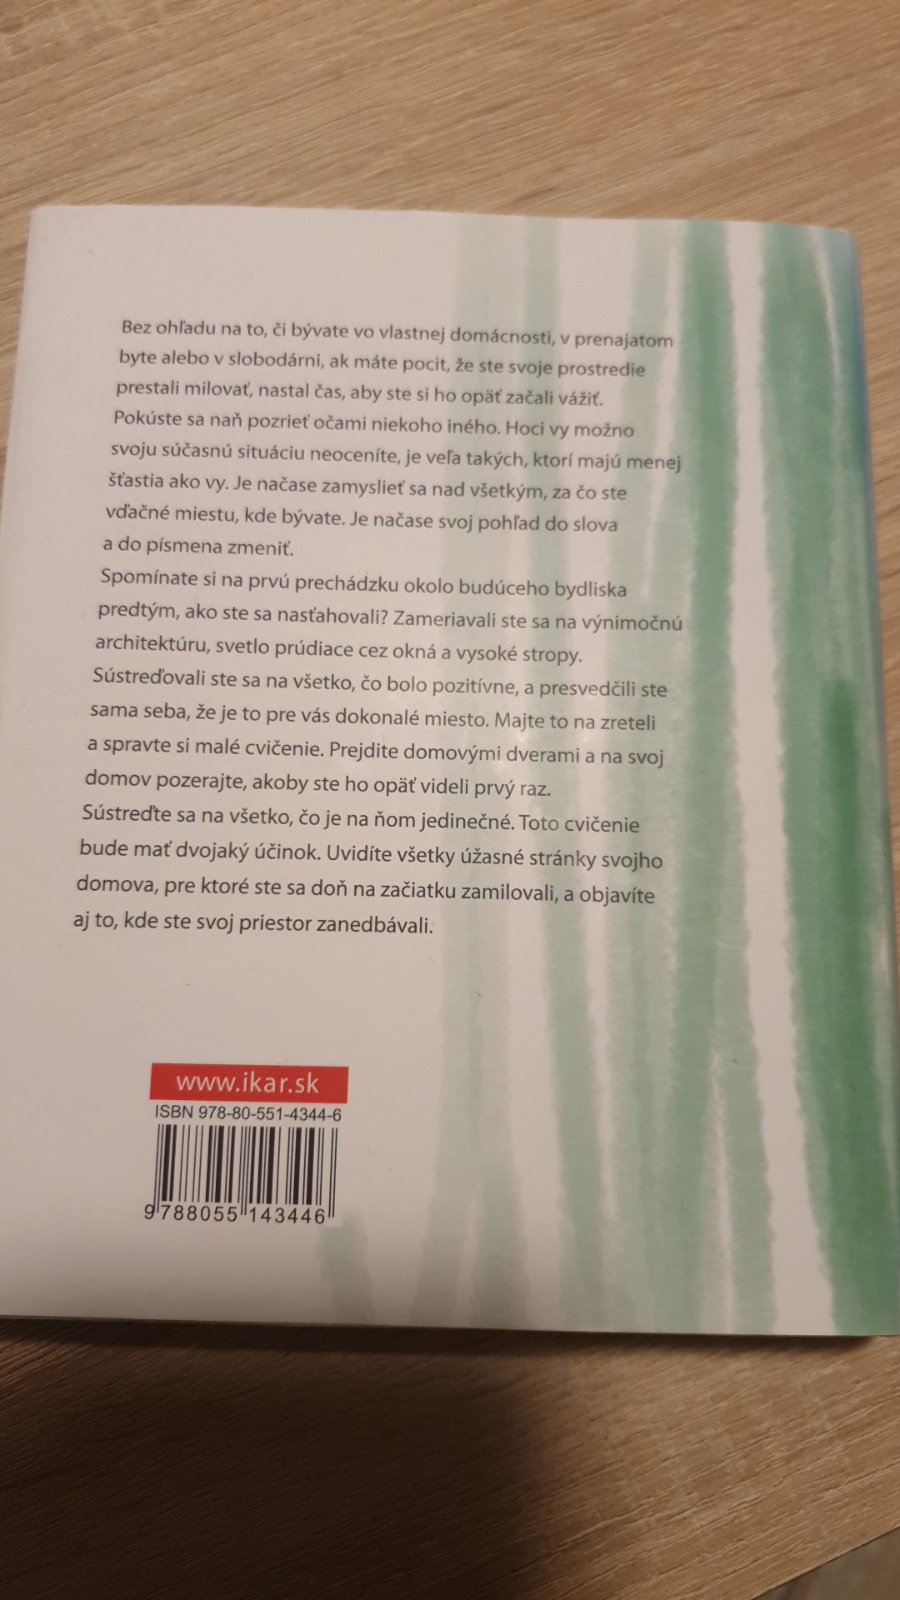 Bez ohľadu na to, či bývate vo vlastnej domácnosti, v prenajatom
byte alebo v slobodárni, ak máte pocit, že ste svoje prostredie
prestali milovať, nastal čas, aby ste si ho opäť začali vážiť.
Pokúste sa naň pozrieť očami niekoho iného. Hoci vy možno
svoju súčasnú situáciu neoceníte, je veľa takých, ktorí majú menej
šťastia ako vy. Je načase zamyslieť sa nad všetkým, za čo ste
vďačné miestu, kde bývate. Je načase svoj pohľad do slova
a do písmena zmeniť.
Spomínate si na prvú prechádzku okolo budúceho bydliska
predtým, ako ste sa nasťahovali? Zameriavali ste sa na výnimočnú
architektúru, svetlo prúdiace cez okná a vysoké stropy.
Sústreďovali ste sa na všetko, čo bolo pozitívne, a presvedčili ste
sama seba, že je to pre vás dokonalé miesto. Majte to na zreteli
a spravte si malé cvičenie. Prejdite domovými dverami a na svoj
domov pozerajte, akoby ste ho opäť videli prvý raz.
Sústreďte sa na všetko, čo je na ňom jedinečné. Toto cvičenie
bude mať dvojaký účinok. Uvidíte všetky úžasné stránky svojho
domova, pre ktoré ste sa doň na začiatku zamilovali, a objavíte
aj to, kde ste svoj priestor zanedbávali.
www.ikar.sk
ISBN 978-80-551-4344-6
9 788055 143446